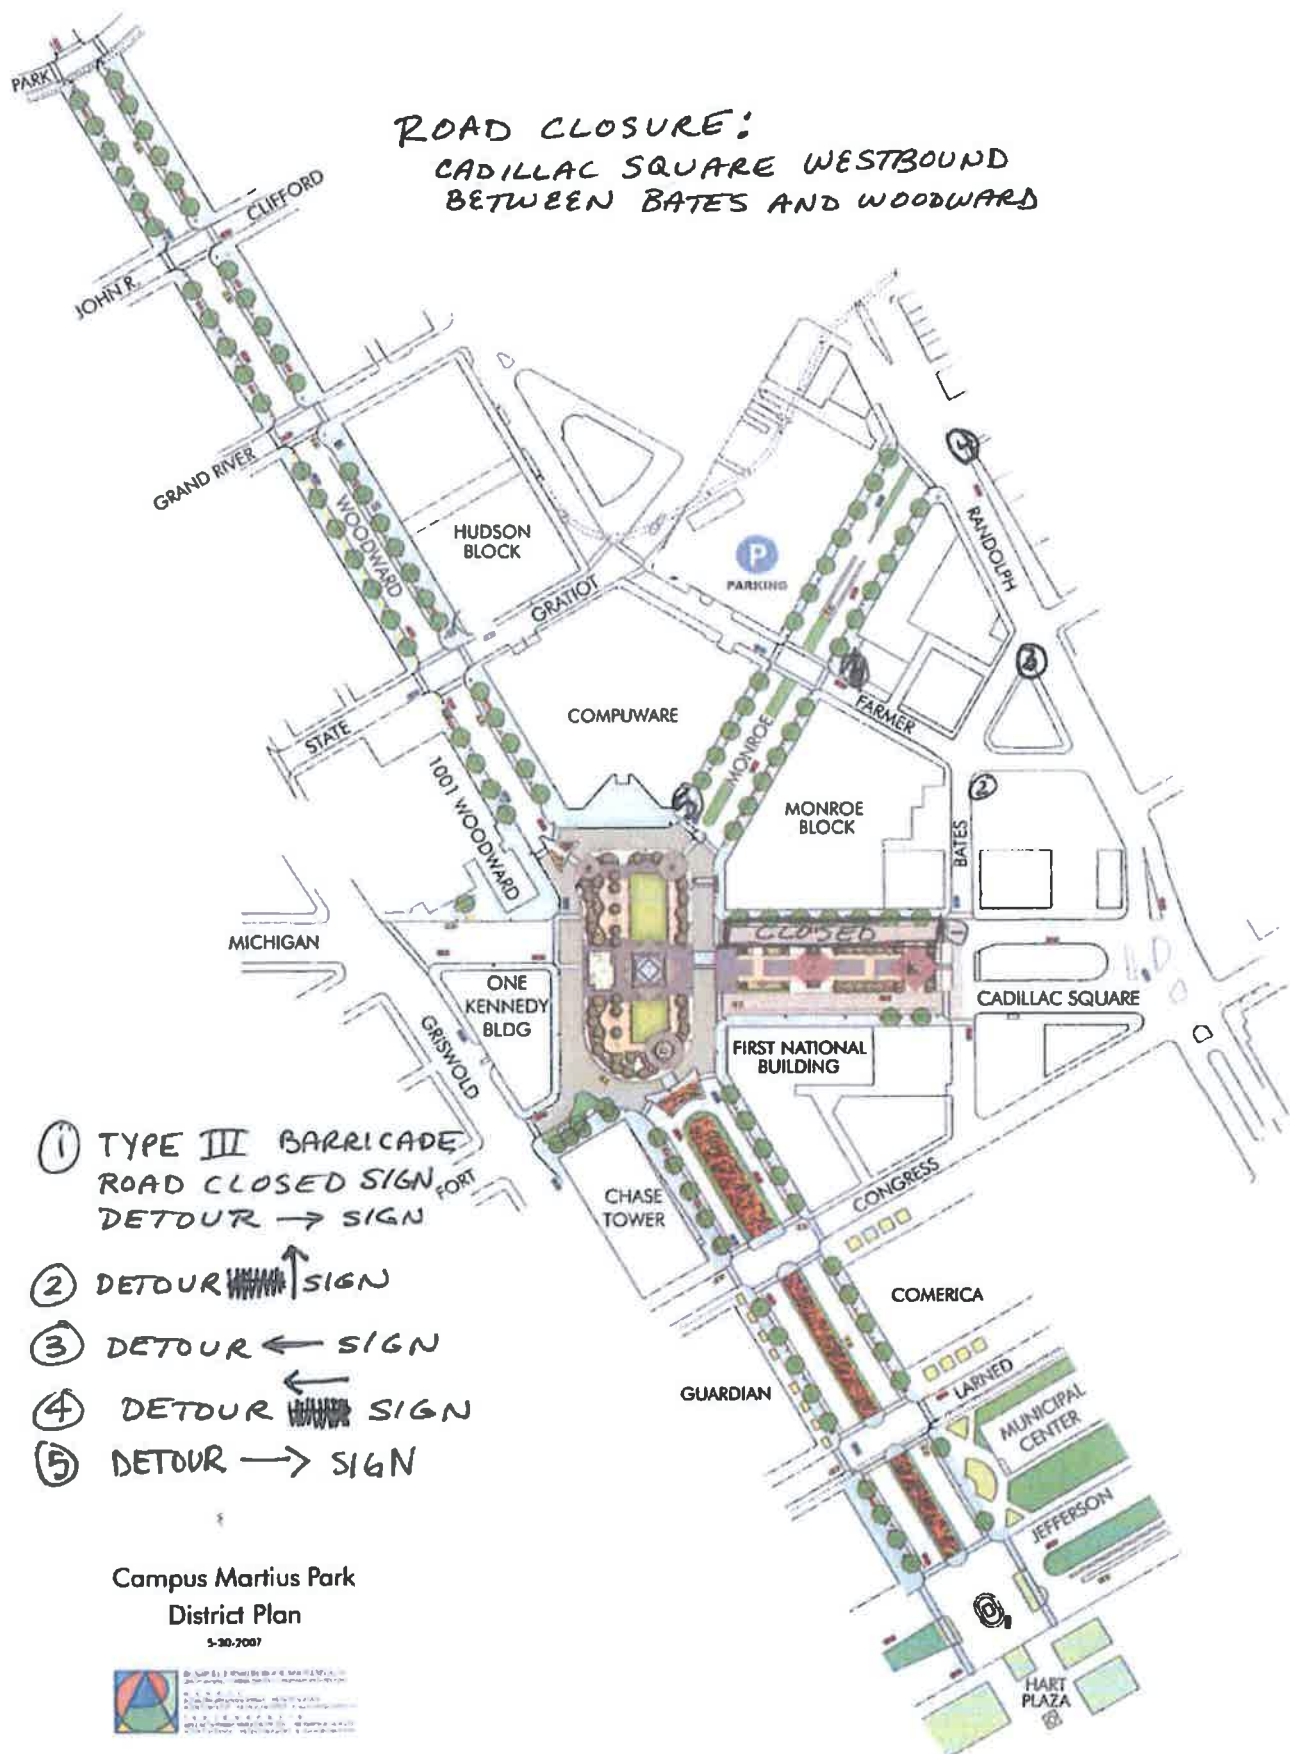 PARK
ROAD CLOSURE:
CADILLAC SQUARE WESTBOUND
BETWEEN BATES AND WOODWARD
CLIFFORD
JOHN R.
GRAND RIVER
WOODWARD
HUDSON
BLOCK
GRATIOT
P
PARKING
4
RANDOLPH
3
STATE
COMPUWARE
MONROE
FARMER
1001 WOODWARD
MONROE
BLOCK
2
BATES
MICHIGAN
CLOSED
1
ONE
KENNEDY
BLDG
CADILLAC SQUARE
GRISWOLD
FIRST NATIONAL
BUILDING
① TYPE III BARRICADE
ROAD CLOSED SIGN
DETOUR → SIGN
FORT
CHASE
TOWER
CONGRESS
② DETOUR ↑ SIGN
COMERICA
③ DETOUR ← SIGN
GUARDIAN
LARNED
④ DETOUR ← SIGN
MUNICIPAL
CENTER
⑤ DETOUR → SIGN
JEFFERSON
Campus Martius Park
District Plan
5-30-2007
HART
PLAZA